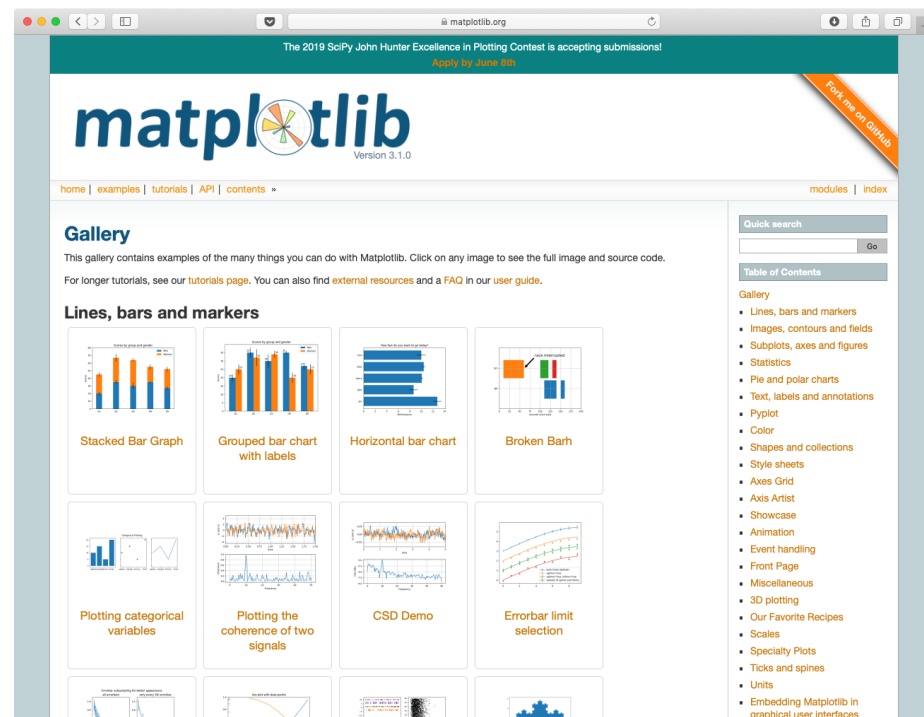 matplotlib.org
The 2019 SciPy John Hunter Excellence in Plotting Contest is accepting submissions!
Apply by June 8th
matplotlib
Version 3.1.0
Fork me on GitHub
home | examples | tutorials | API | contents »
modules | index
Gallery
This gallery contains examples of the many things you can do with Matplotlib. Click on any image to see the full image and source code.
For longer tutorials, see our tutorials page. You can also find external resources and a FAQ in our user guide.
Lines, bars and markers
Stacked Bar Graph
Grouped bar chart
with labels
Horizontal bar chart
Broken Barh
Plotting categorical
variables
Plotting the
coherence of two
signals
CSD Demo
Errorbar limit
selection
Quick search
Go
Table of Contents
Gallery
Lines, bars and markers
Images, contours and fields
Subplots, axes and figures
Statistics
Pie and polar charts
Text, labels and annotations
Pyplot
Color
Shapes and collections
Style sheets
Axes Grid
Axis Artist
Showcase
Animation
Event handling
Front Page
Miscellaneous
3D plotting
Our Favorite Recipes
Scales
Specialty Plots
Ticks and spines
Units
Embedding Matplotlib in
graphical user interfaces